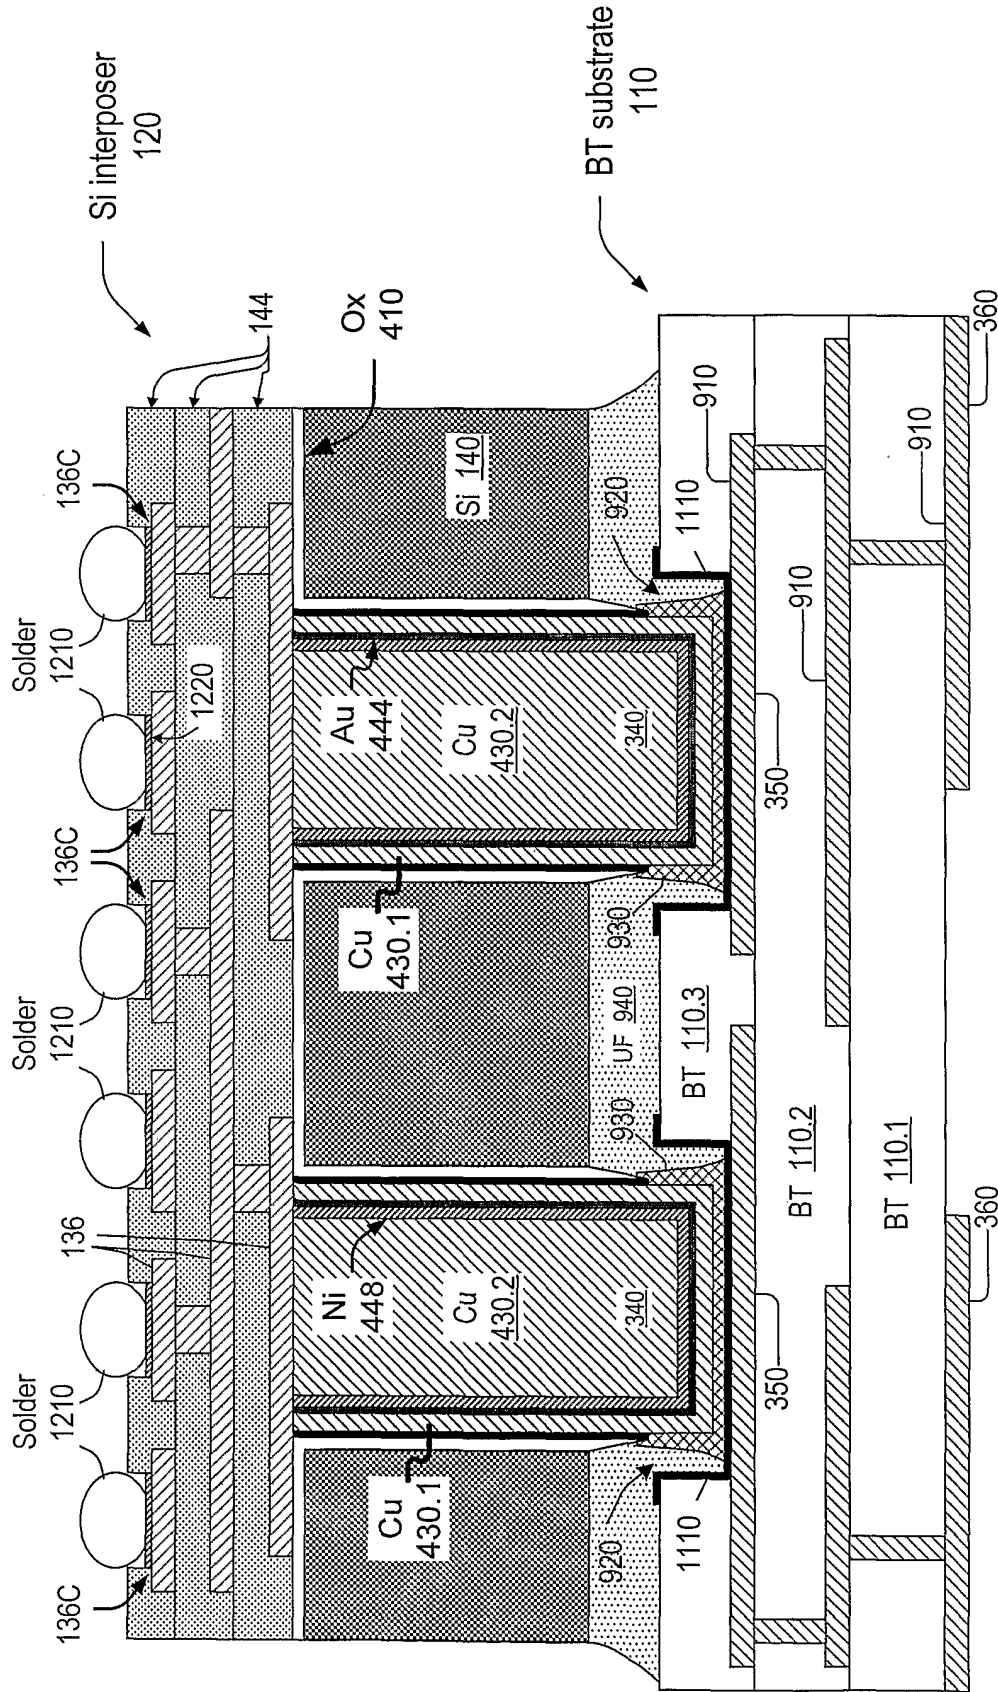 Solder
1210
Solder
1210
Solder
1210
136C
136
136C
1220
136C
144
Si interposer
120
Ox
410
Cu
430.1
Ni
448
Cu
430.2
340
Cu
430.1
Au
444
Cu
430.2
340
Si 140
BT substrate
110
920
930
UF 940
930
920
1110
BT 110.3
1110
910
350
350
910
BT 110.2
BT 110.1
910
360
360